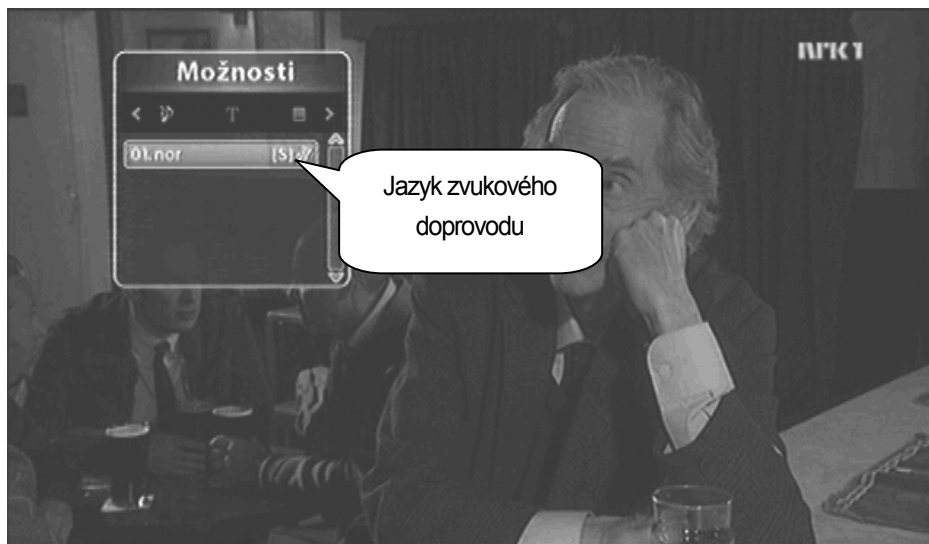 nrk1
Možnosti
< T >
01.nor [S]
Jazyk zvukového
doprovodu